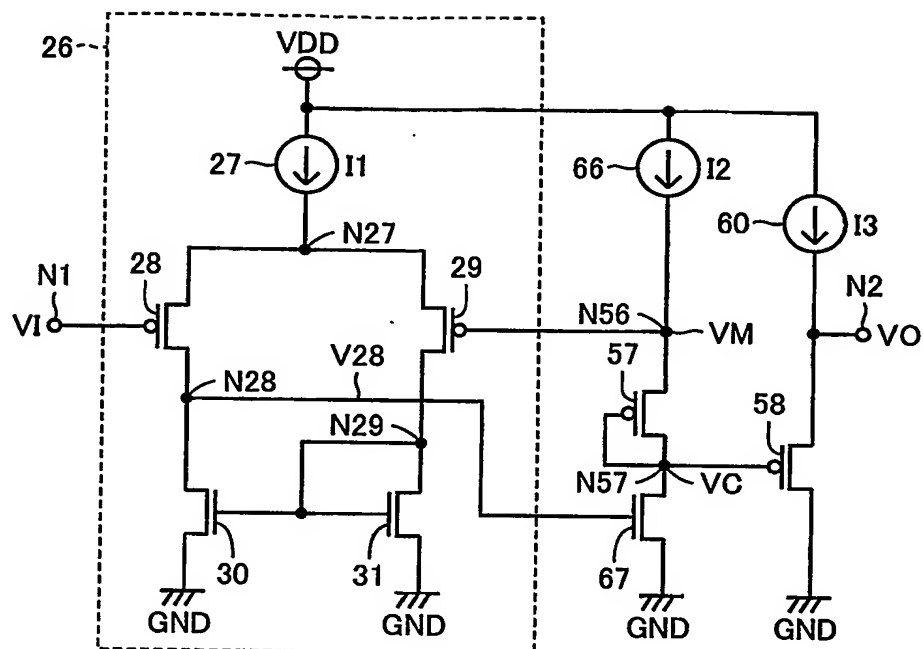 26
VDD
27
I1
66
I2
60
I3
N27
N1
28
29
N2
VI
N56
VM
VO
V28
57
N28
N29
58
N57
VC
30
31
67
GND
GND
GND
GND